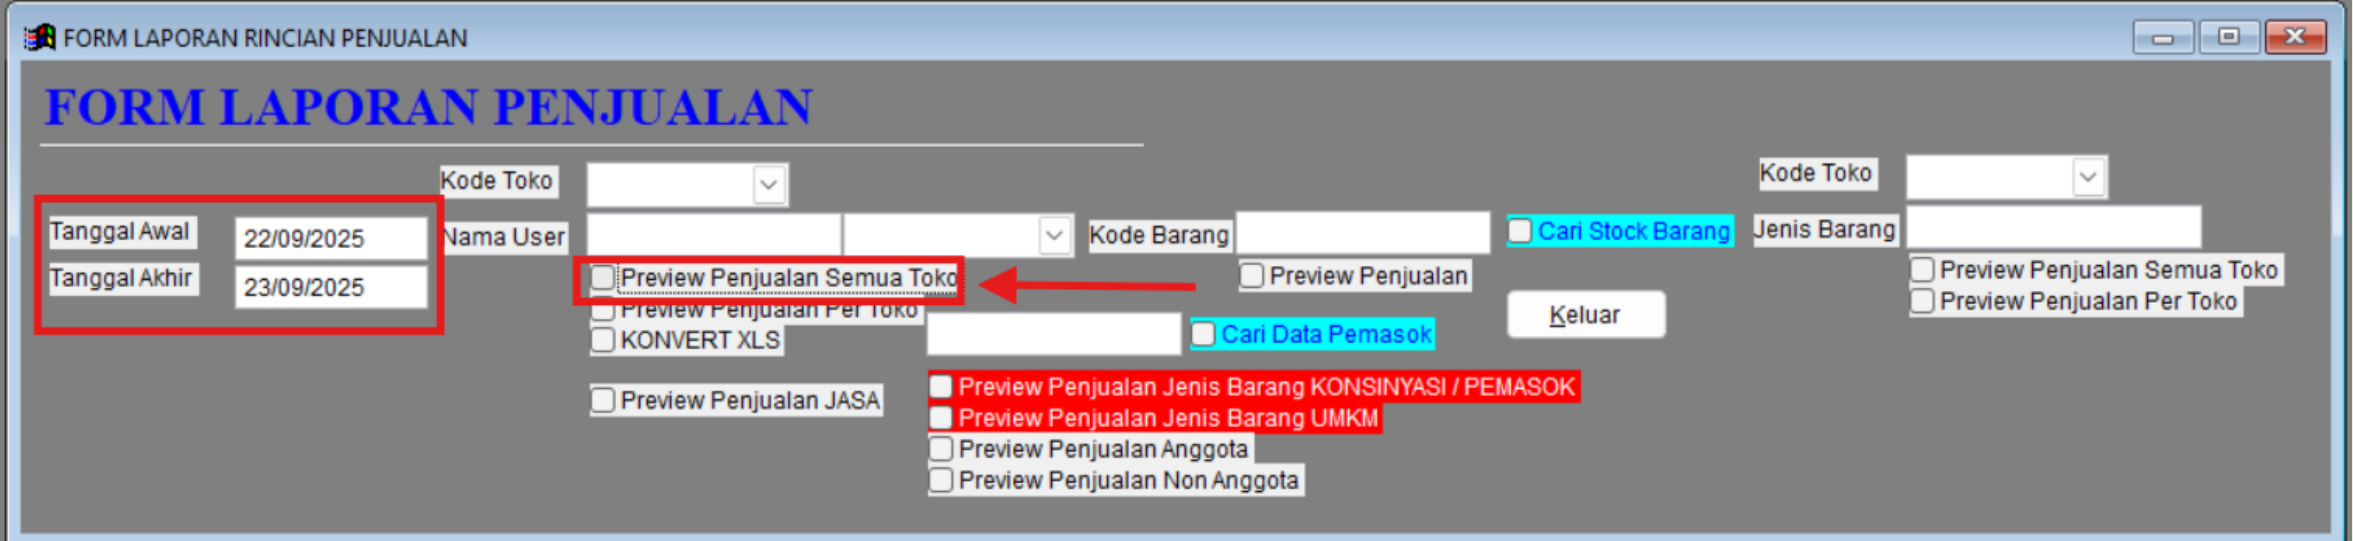 FORM LAPORAN RINCIAN PENJUALAN
FORM LAPORAN PENJUALAN
Kode Toko
Kode Toko
Tanggal Awal 22/09/2025 Nama User Kode Barang Cari Stock Barang Jenis Barang
Tanggal Akhir 23/09/2025 Preview Penjualan Semua Toko Preview Penjualan Preview Penjualan Semua Toko
Preview Penjualan Per Toko Keluar Preview Penjualan Per Toko
KONVERT XLS Cari Data Pemasok
Preview Penjualan JASA Preview Penjualan Jenis Barang KONSINYASI / PEMASOK
Preview Penjualan Jenis Barang UMKM
Preview Penjualan Anggota
Preview Penjualan Non Anggota